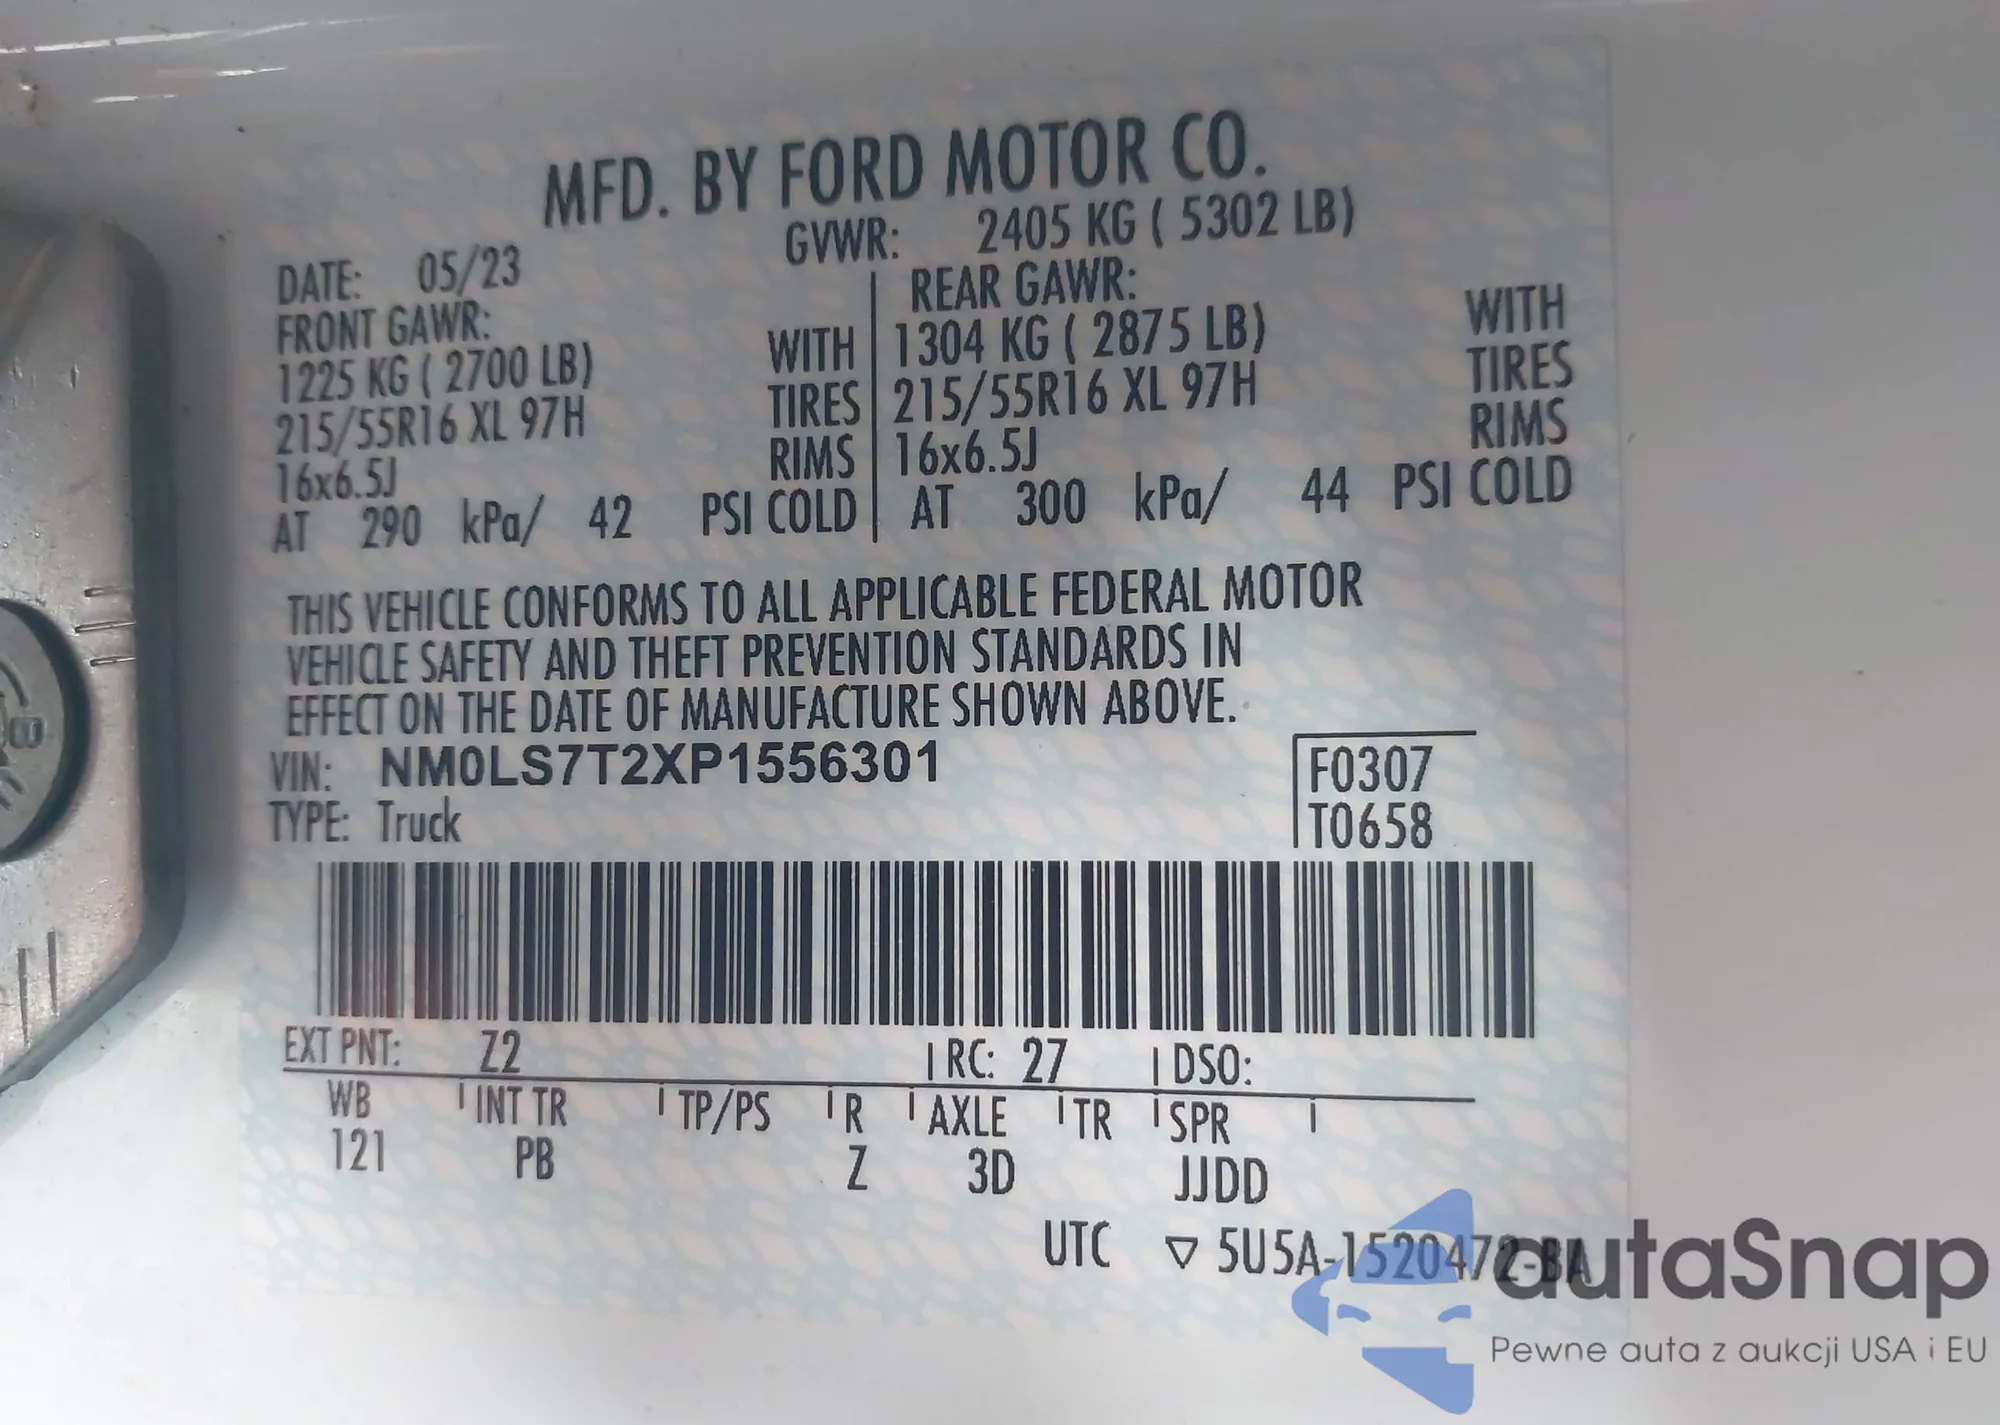 MFD. BY FORD MOTOR CO.
DATE: 05/23 GVWR: 2405 KG ( 5302 LB)
FRONT GAWR: REAR GAWR:
1225 KG ( 2700 LB) WITH 1304 KG ( 2875 LB) WITH
215/55R16 XL 97H TIRES 215/55R16 XL 97H TIRES
16x6.5J RIMS 16x6.5J RIMS
AT 290 kPa/ 42 PSI COLD AT 300 kPa/ 44 PSI COLD
THIS VEHICLE CONFORMS TO ALL APPLICABLE FEDERAL MOTOR
VEHICLE SAFETY AND THEFT PREVENTION STANDARDS IN
EFFECT ON THE DATE OF MANUFACTURE SHOWN ABOVE.
VIN: NM0LS7T2XP1556301 F0307
TYPE: Truck T0658
EXT PNT: Z2 RC: 27 DSO:
WB INT TR TP/PS R AXLE TR SPR
121 PB Z 3D JJDD
UTC ▽ 5U5A-1520472-BA
autaSnap
Pewne auta z aukcji USA i EU
B